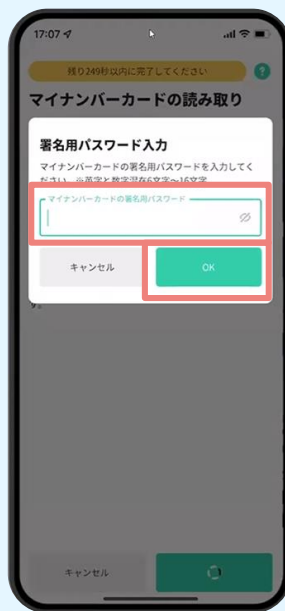 17:07
残り249秒以内に完了してください
?
マイナンバーカードの読み取り
署名用パスワード入力
マイナンバーカードの署名用パスワードを入力してく
ださい。※英字と数字混在6文字~16文字
マイナンバーカードの署名用パスワード
キャンセル
OK
す。
キャンセル